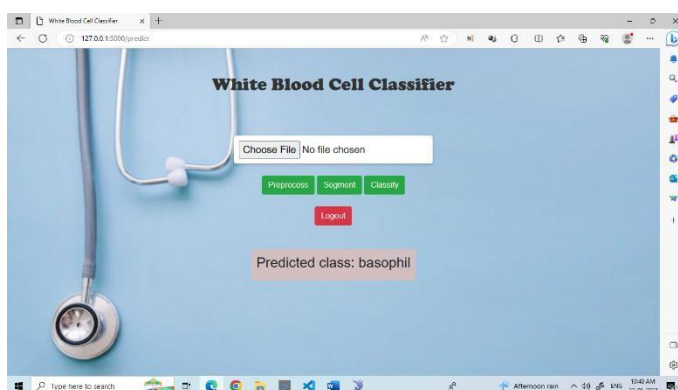 White Blood Cell Classifier
127.0.0.1:5000/predict
White Blood Cell Classifier
Choose File No file chosen
Preprocess Segment Classify
Logout
Predicted class: basophil
Type here to search
Afternoon rain
ENG
10:40 AM